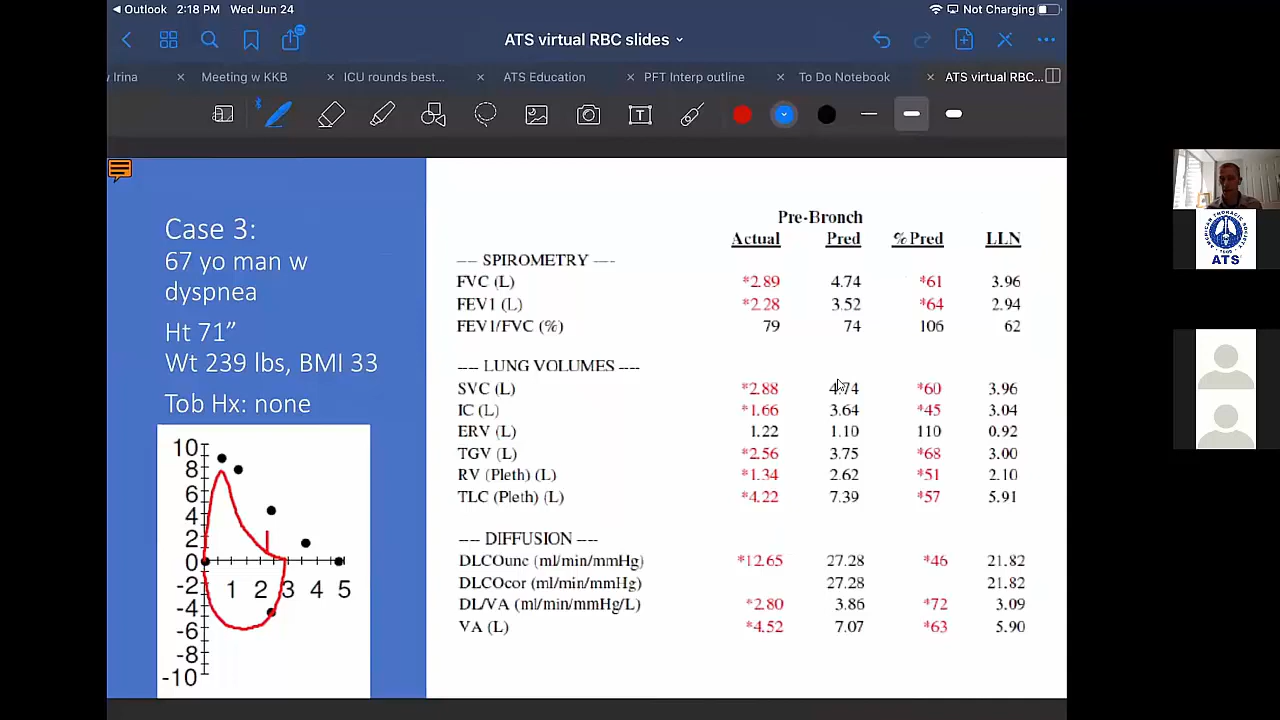 Outlook 2:18 PM Wed Jun 24 Not Charging
ATS virtual RBC slides
Irina Meeting w KKB ICU rounds best... ATS Education PFT Interp outline To Do Notebook ATS virtual RBC...
T
Case 3:
67 yo man w
dyspnea
Ht 71”
Wt 239 lbs, BMI 33
Tob Hx: none
10
8
6
4
2
0
-2
-4
-6
-8
-10
1 2 3 4 5
Pre-Bronch
Actual Pred %Pred LLN
---- SPIROMETRY ----
FVC (L) *2.89 4.74 *61 3.96
FEV1 (L) *2.28 3.52 *64 2.94
FEV1/FVC (%) 79 74 106 62
---- LUNG VOLUMES ----
SVC (L) *2.88 4.74 *60 3.96
IC (L) *1.66 3.64 *45 3.04
ERV (L) 1.22 1.10 110 0.92
TGV (L) *2.56 3.75 *68 3.00
RV (Pleth) (L) *1.34 2.62 *51 2.10
TLC (Pleth) (L) *4.22 7.39 *57 5.91
---- DIFFUSION ----
DLCOunc (ml/min/mmHg) *12.65 27.28 *46 21.82
DLCOcor (ml/min/mmHg) 27.28 21.82
DL/VA (ml/min/mmHg/L) *2.80 3.86 *72 3.09
VA (L) *4.52 7.07 *63 5.90
AMERICAN THORACIC SOCIETY
ATS